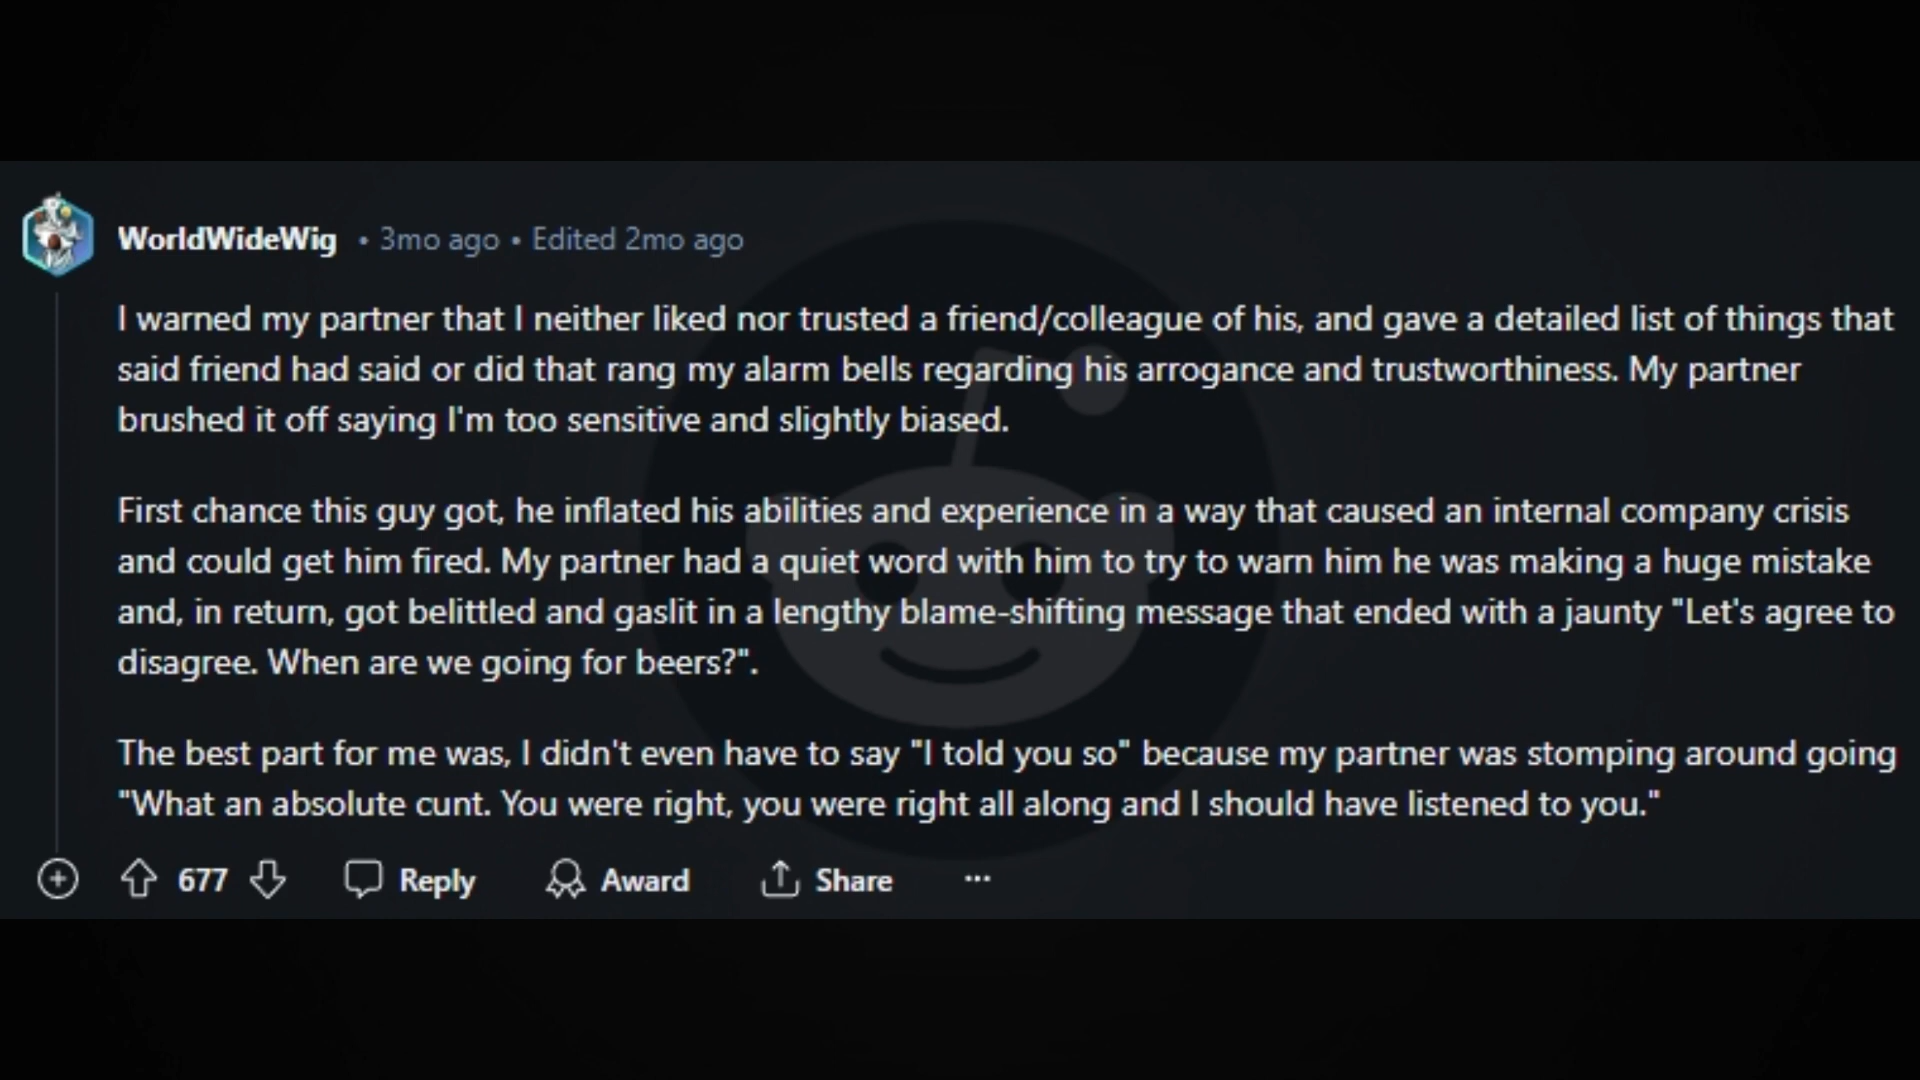 WorldWideWig • 3mo ago • Edited 2mo ago
I warned my partner that I neither liked nor trusted a friend/colleague of his, and gave a detailed list of things that
said friend had said or did that rang my alarm bells regarding his arrogance and trustworthiness. My partner
brushed it off saying I'm too sensitive and slightly biased.
First chance this guy got, he inflated his abilities and experience in a way that caused an internal company crisis
and could get him fired. My partner had a quiet word with him to try to warn him he was making a huge mistake
and, in return, got belittled and gaslit in a lengthy blame-shifting message that ended with a jaunty "Let's agree to
disagree. When are we going for beers?".
The best part for me was, I didn't even have to say "I told you so" because my partner was stomping around going
"What an absolute cunt. You were right, you were right all along and I should have listened to you."
677 Reply Award Share ...